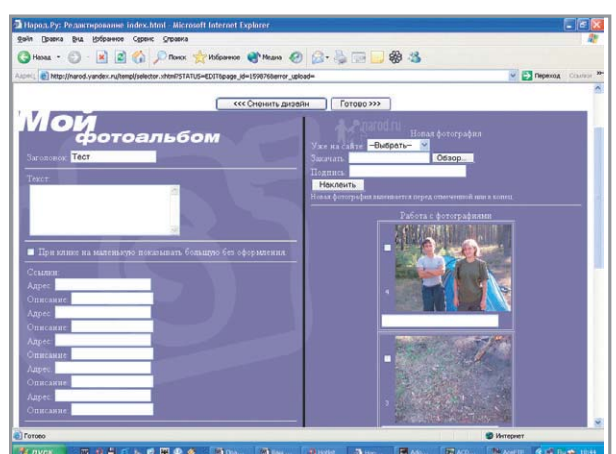 Народ.Ру: Редактирование index.html - Microsoft Internet Explorer
Файл Правка Вид Избранное Сервис Справка
Назад Поиск Избранное Медиа
Адрес: http://narod.yandex.ru/templ/selector.xhtml?STATUS=EDIT&page_id=159876&error_upload= Переход Ссылки
<<< Сменить дизайн Готово >>>
Мой
фотоальбом
Заголовок: Тест
Текст:
При клике на маленькую показывать большую без оформления
Ссылки:
Адрес:
Описание:
Адрес:
Описание:
Адрес:
Описание:
Адрес:
Описание:
Адрес:
Описание:
narod.ru
Новая фотография
Уже на сайте --Выбрать--
Закачать: Обзор...
Подпись:
Наклеить
Новая фотография вклеивается перед отмеченной или в конец.
Работа с фотографиями
Готово Интернет
пуск 18:44